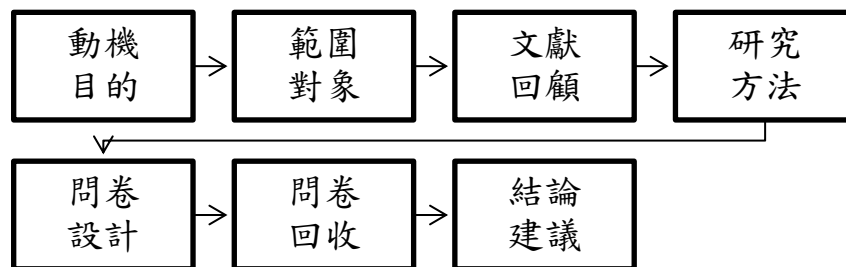 動機
目的
範圍
對象
文獻
回顧
研究
方法
問卷
設計
問卷
回收
結論
建議